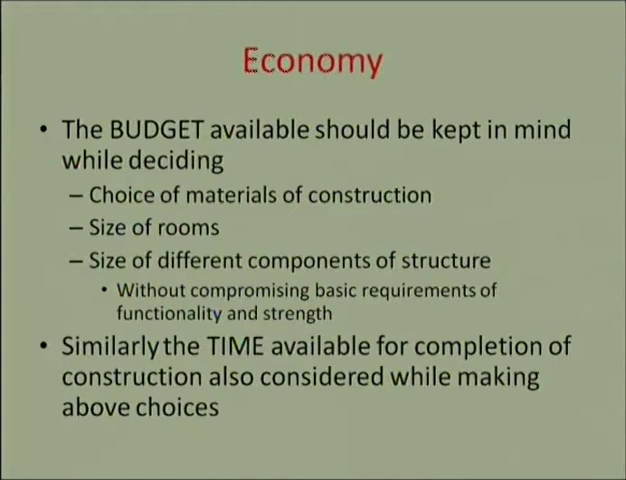 Economy
• The BUDGET available should be kept in mind
while deciding
– Choice of materials of construction
– Size of rooms
– Size of different components of structure
• Without compromising basic requirements of
functionality and strength
• Similarly the TIME available for completion of
construction also considered while making
above choices